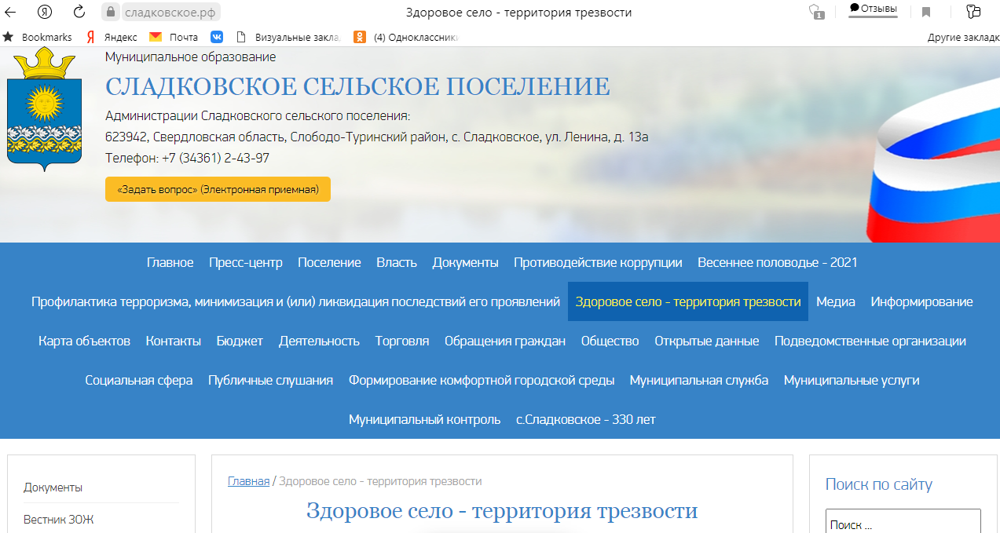 Я сладковское.рф Здоровое село - территория трезвости 1 Отзывы
Bookmarks Яндекс Почта Визуальные закла (4) Одноклассник Другие закладк
Муниципальное образование
СЛАДКОВСКОЕ СЕЛЬСКОЕ ПОСЕЛЕНИЕ
Администрации Сладковского сельского поселения:
623942, Свердловская область, Слободо-Туринский район, с. Сладковское, ул. Ленина, д. 13а
Телефон: +7 (34361) 2-43-97
«Задать вопрос» (Электронная приемная)
Главное Пресс-центр Поселение Власть Документы Противодействие коррупции Весеннее половодье - 2021
Профилактика терроризма, минимизация и (или) ликвидация последствий его проявлений Здоровое село - территория трезвости Медиа Информирование
Карта объектов Контакты Бюджет Деятельность Торговля Обращения граждан Общество Открытые данные Подведомственные организации
Социальная сфера Публичные слушания Формирование комфортной городской среды Муниципальная служба Муниципальные услуги
Муниципальный контроль с.Сладковское - 330 лет
Документы
Вестник ЗОЖ
Главная / Здоровое село - территория трезвости
Здоровое село - территория трезвости
Поиск по сайту
Поиск ...